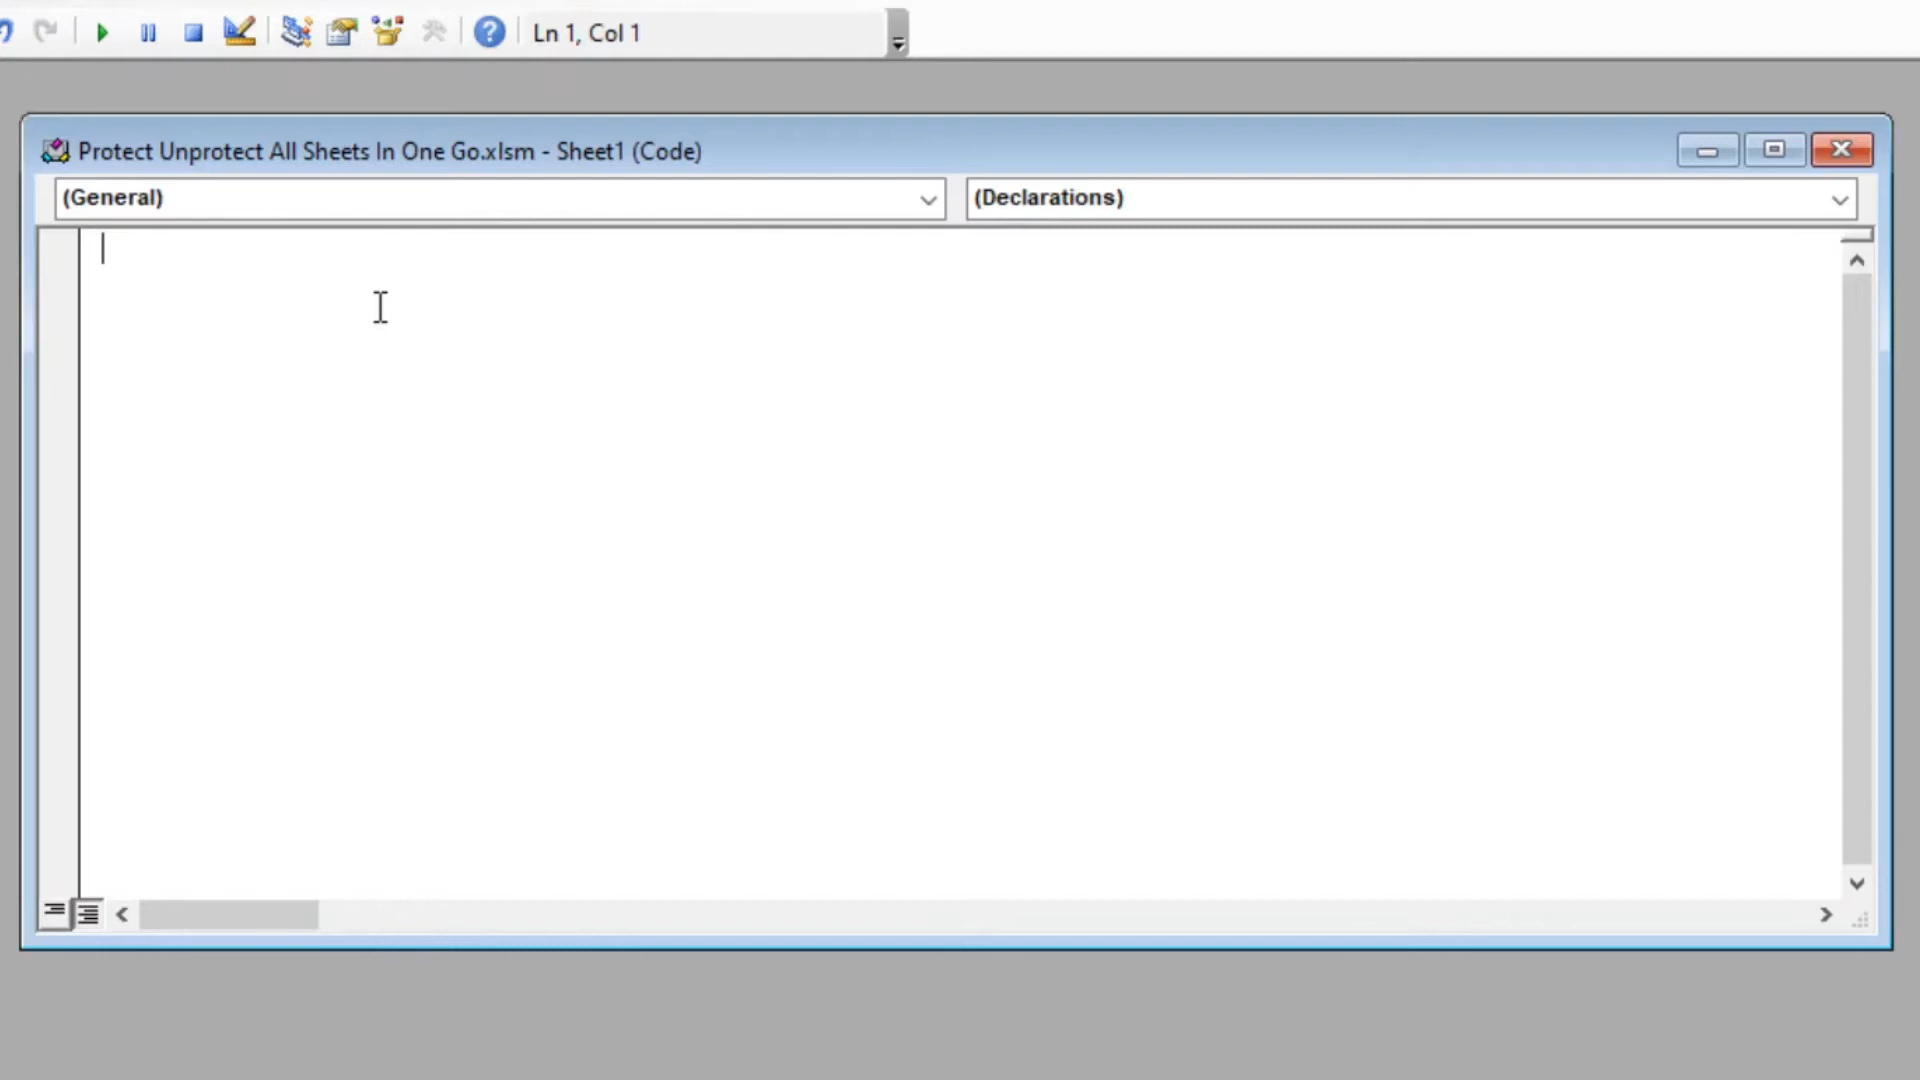 Ln 1, Col 1
Protect Unprotect All Sheets In One Go.xlsm - Sheet1 (Code)
(General)
(Declarations)